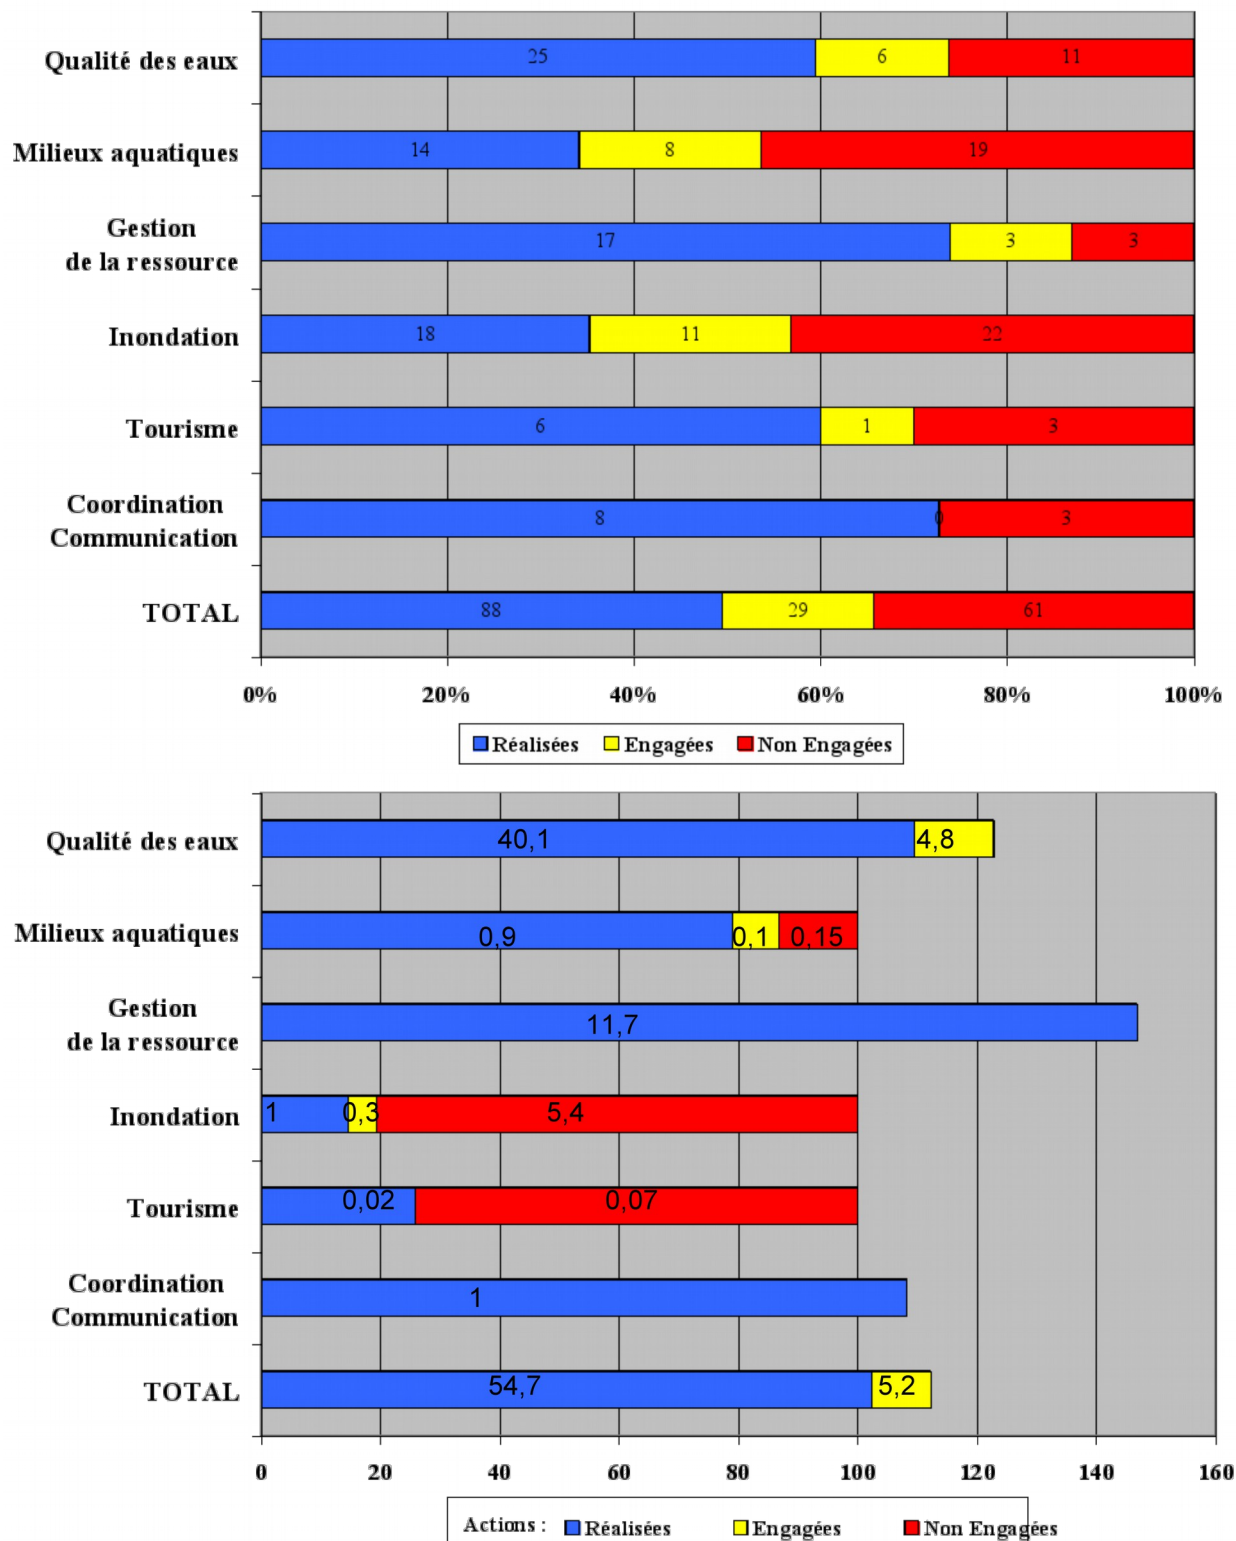 Qualité des eaux 25 6 11
Milieux aquatiques 14 8 19
Gestion
de la ressource 17 3 3
Inondation 18 11 22
Tourisme 6 1 3
Coordination
Communication 8 0 3
TOTAL 88 29 61
0% 20% 40% 60% 80% 100%
Réalisées Engagées Non Engagées
Qualité des eaux 40,1 4,8
Milieux aquatiques 0,9 0,1 0,15
Gestion
de la ressource 11,7
Inondation 1 0,3 5,4
Tourisme 0,02 0,07
Coordination
Communication 1
TOTAL 54,7 5,2
0 20 40 60 80 100 120 140 160
Actions : Réalisées Engagées Non Engagées